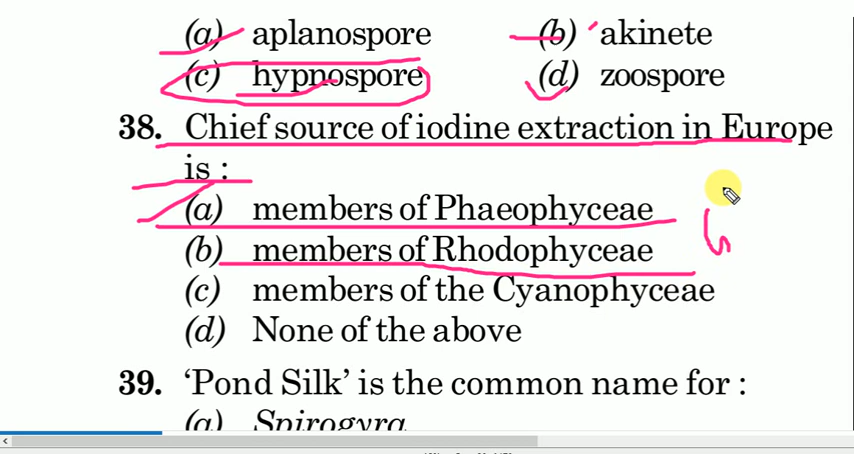 (a) aplanospore (b) akinete
(c) hypnospore (d) zoospore
38. Chief source of iodine extraction in Europe
is :
(a) members of Phaeophyceae
(b) members of Rhodophyceae
(c) members of the Cyanophyceae
(d) None of the above
39. ‘Pond Silk’ is the common name for :
(a) Spirogyra